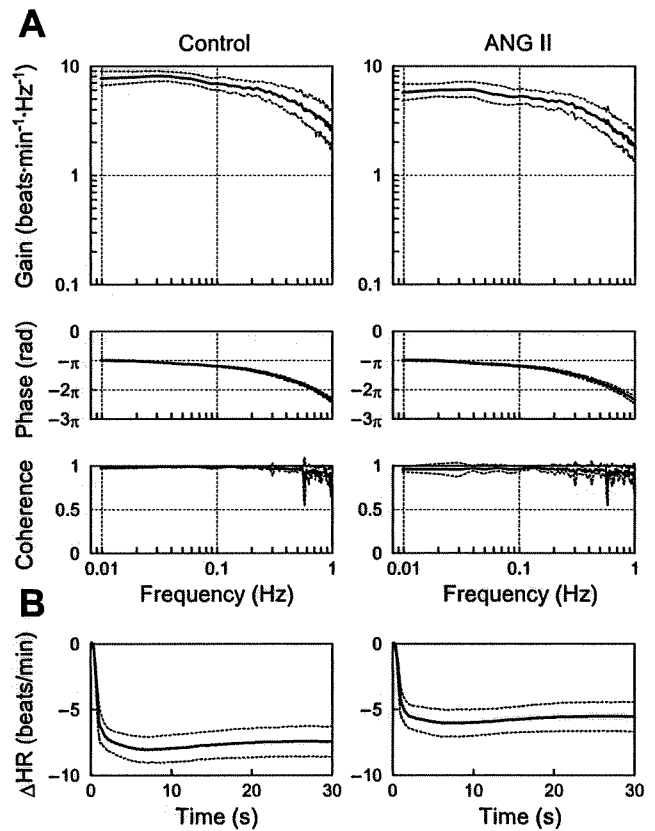 A
Control
ANG II
Gain (beats·min⁻¹·Hz⁻¹)
10
1
0.1
10
1
0.1
Phase (rad)
0
−π
−2π
−3π
0
−π
−2π
−3π
Coherence
1
0.5
0
1
0.5
0
0.01
0.1
1
0.01
0.1
1
Frequency (Hz)
Frequency (Hz)
B
ΔHR (beats/min)
0
−5
−10
0
−5
−10
0
10
20
30
0
10
20
30
Time (s)
Time (s)